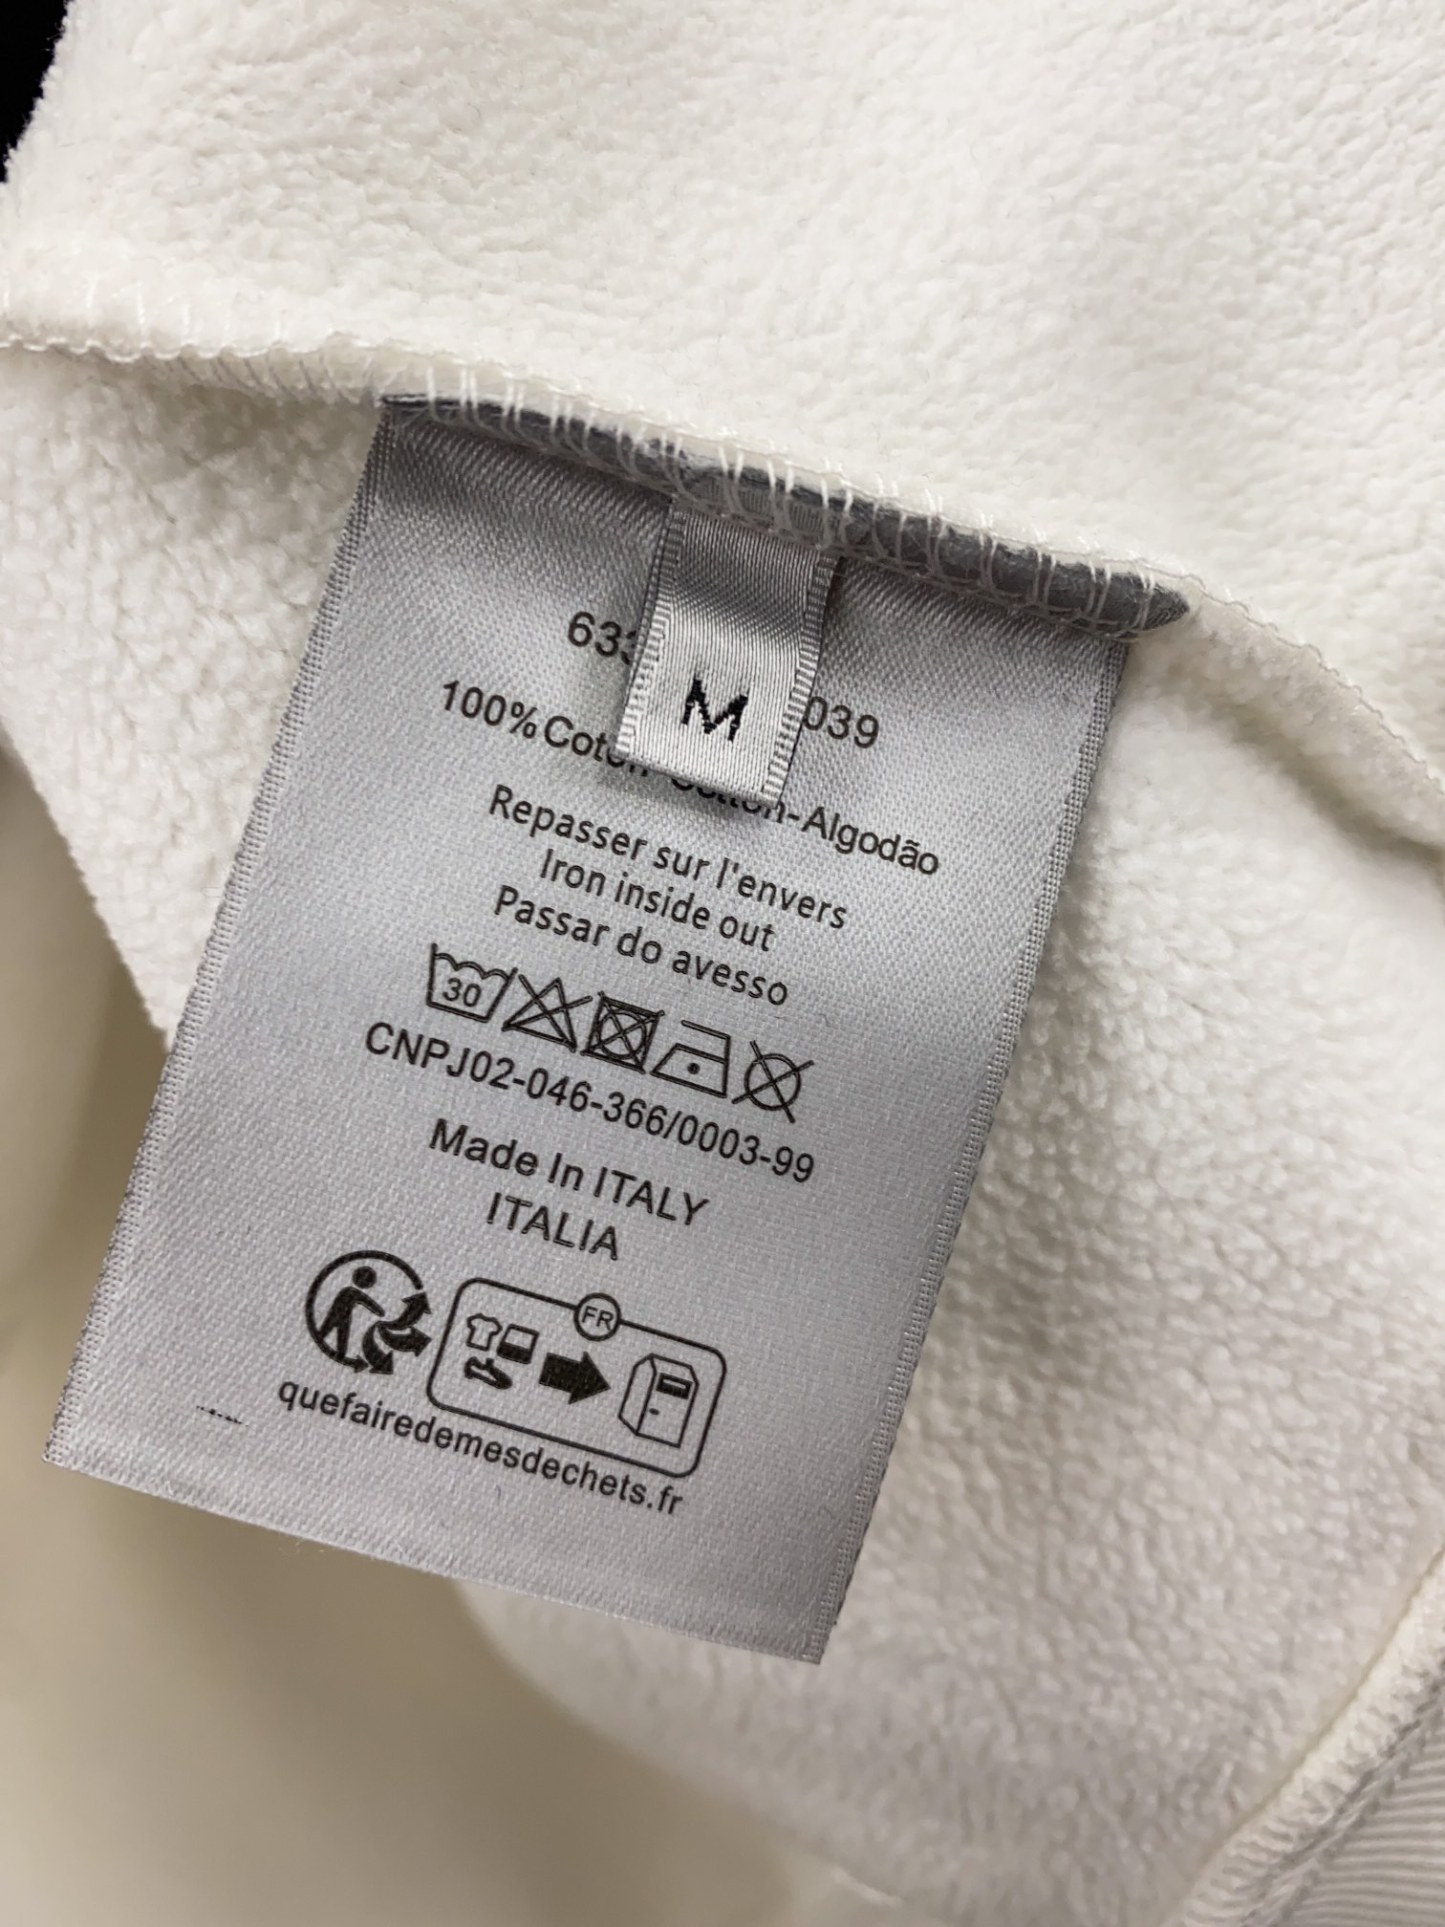 M
039
100%Coton-Cotton-Algodão
Repasser sur l'envers
Iron inside out
Passar do avesso
30
CNPJ02-046-366/0003-99
Made In ITALY
ITALIA
FR
quefairedemesdechets.fr